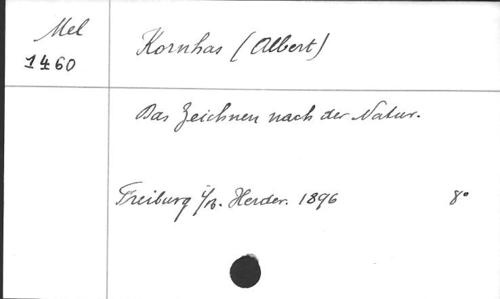 Mel
1460
Kornhas (Albert)
Das Zeichnen nach der Natur.
Freiburg i/B. Herder. 1896 8°